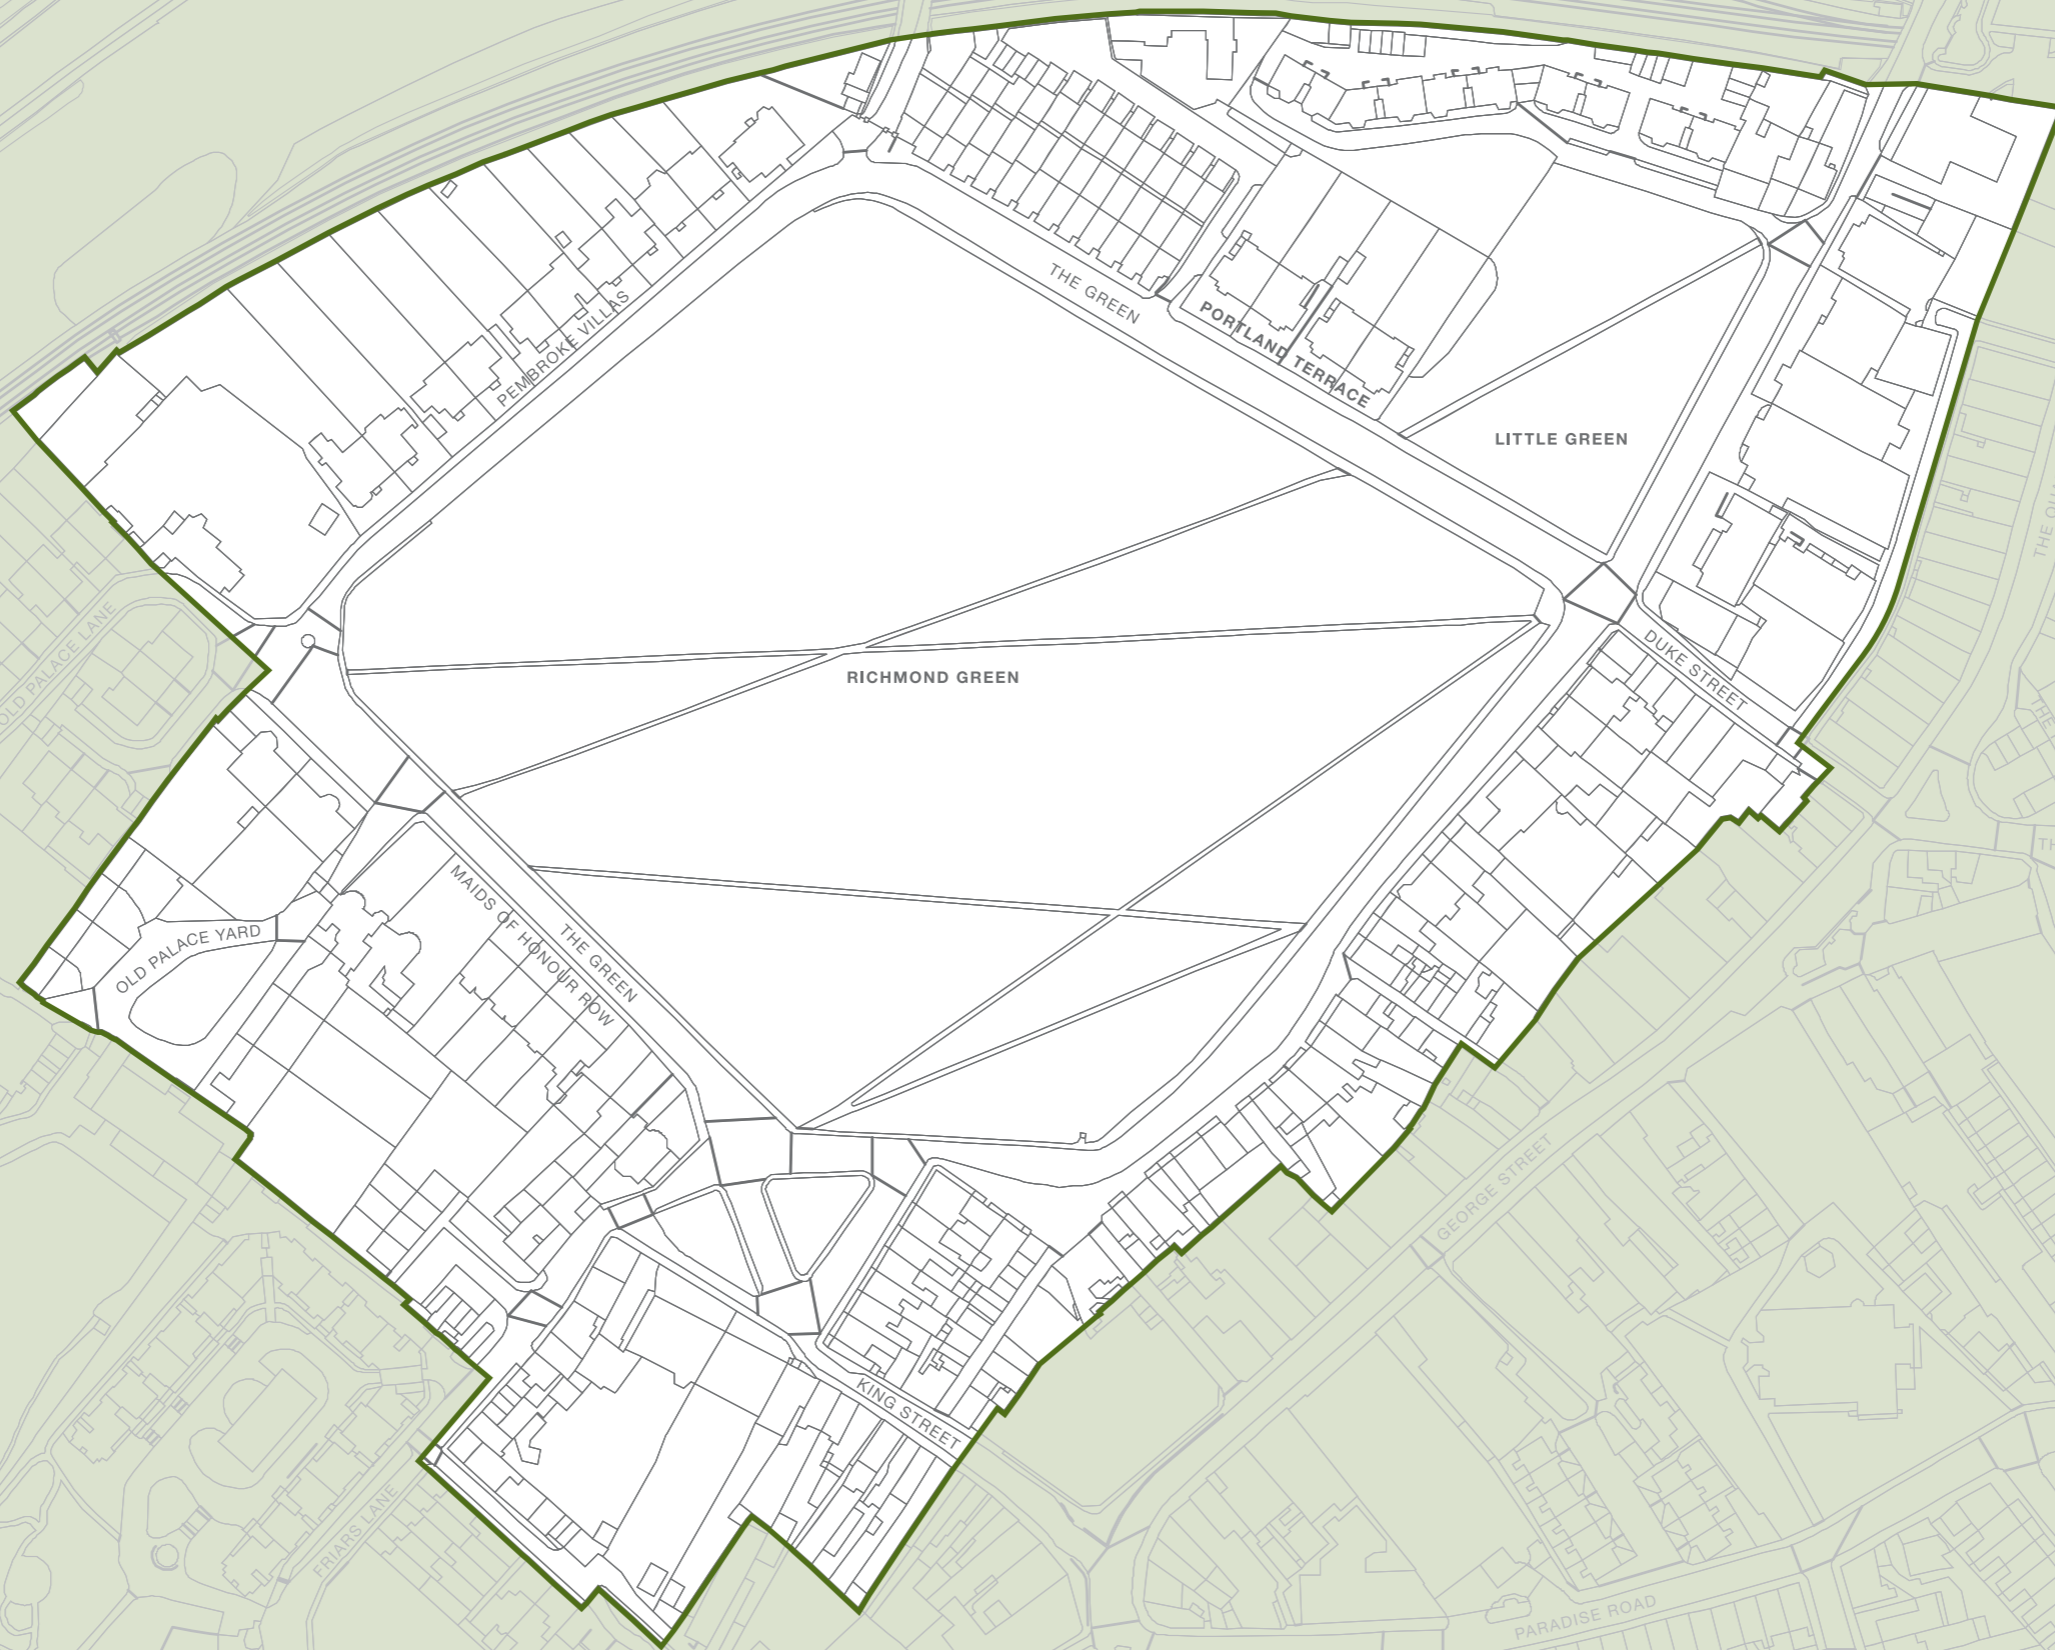 THE GREEN
PORTLAND TERRACE
PEMBROKE VILLAS
LITTLE GREEN
RICHMOND GREEN
DUKE STREET
OLD PALACE LANE
MAIDS OF HONOUR ROW
THE GREEN
OLD PALACE YARD
GEORGE STREET
KING STREET
FRIARS LANE
PARADISE ROAD